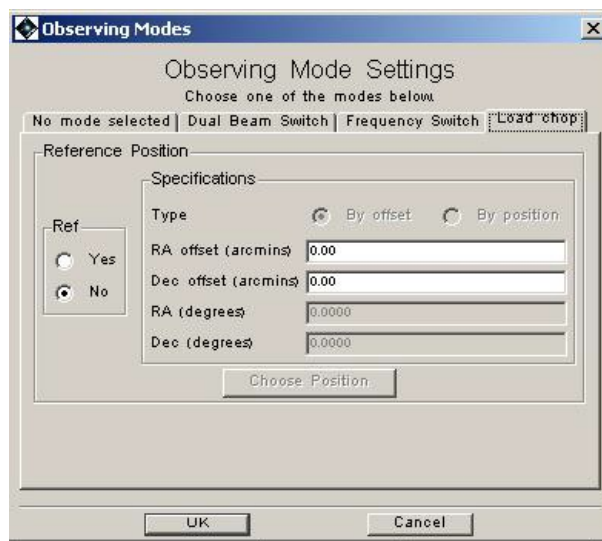 Observing Modes
Observing Mode Settings
Choose one of the modes below.
No mode selected
Dual Beam Switch
Frequency Switch
Load chop
Reference Position
Specifications
Ref
Yes
No
Type
By offset
By position
RA offset (arcmins)
0.00
Dec offset (arcmins)
0.00
RA (degrees)
0.0000
Dec (degrees)
0.0000
Choose Position
UK
Cancel